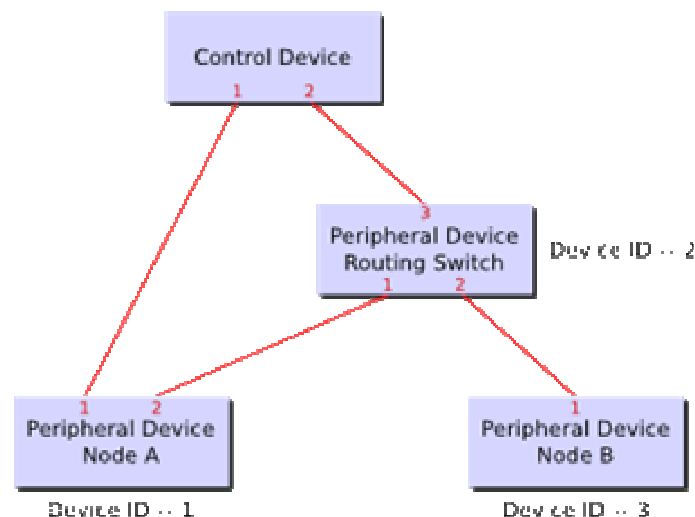 Control Device
1 2
3
Peripheral Device
Routing Switch
1 2
Device ID -- 2
1 2
Peripheral Device
Node A
Device ID -- 1
1
Peripheral Device
Node B
Device ID -- 3